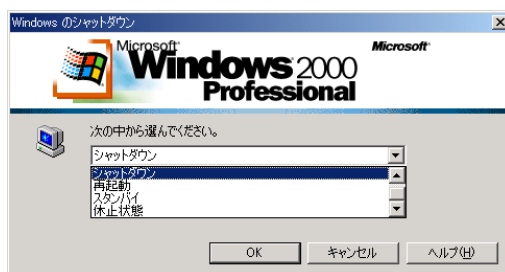 Windows のシャットダウン
Microsoft
Microsoft
Windows 2000
Professional
次の中から選んでください。
シャットダウン
シャットダウン
再起動
スタンバイ
休止状態
OK
キャンセル
ヘルプ(H)